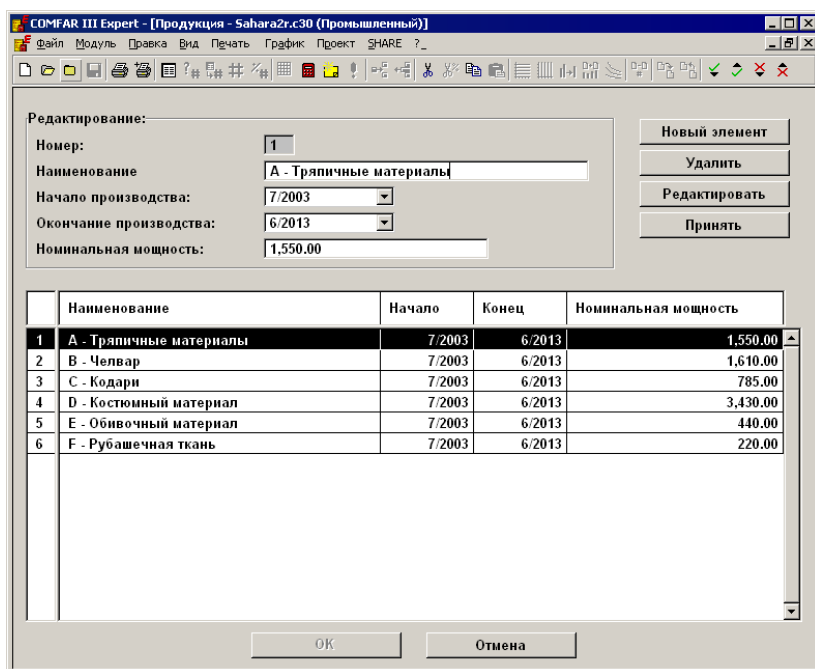 COMFAR III Expert - [Продукция - Sahara2r.c30 (Промышленный)]
Файл Модуль Правка Вид Печать График Проект SHARE ?_
Редактирование:
Номер: 1
Наименование A - Тряпичные материалы
Начало производства: 7/2003
Окончание производства: 6/2013
Номинальная мощность: 1,550.00
Новый элемент
Удалить
Редактировать
Принять
Наименование Начало Конец Номинальная мощность
1 A - Тряпичные материалы 7/2003 6/2013 1,550.00
2 B - Челвар 7/2003 6/2013 1,610.00
3 C - Кодари 7/2003 6/2013 785.00
4 D - Костюмный материал 7/2003 6/2013 3,430.00
5 E - Обивочный материал 7/2003 6/2013 440.00
6 F - Рубашечная ткань 7/2003 6/2013 220.00
OK Отмена